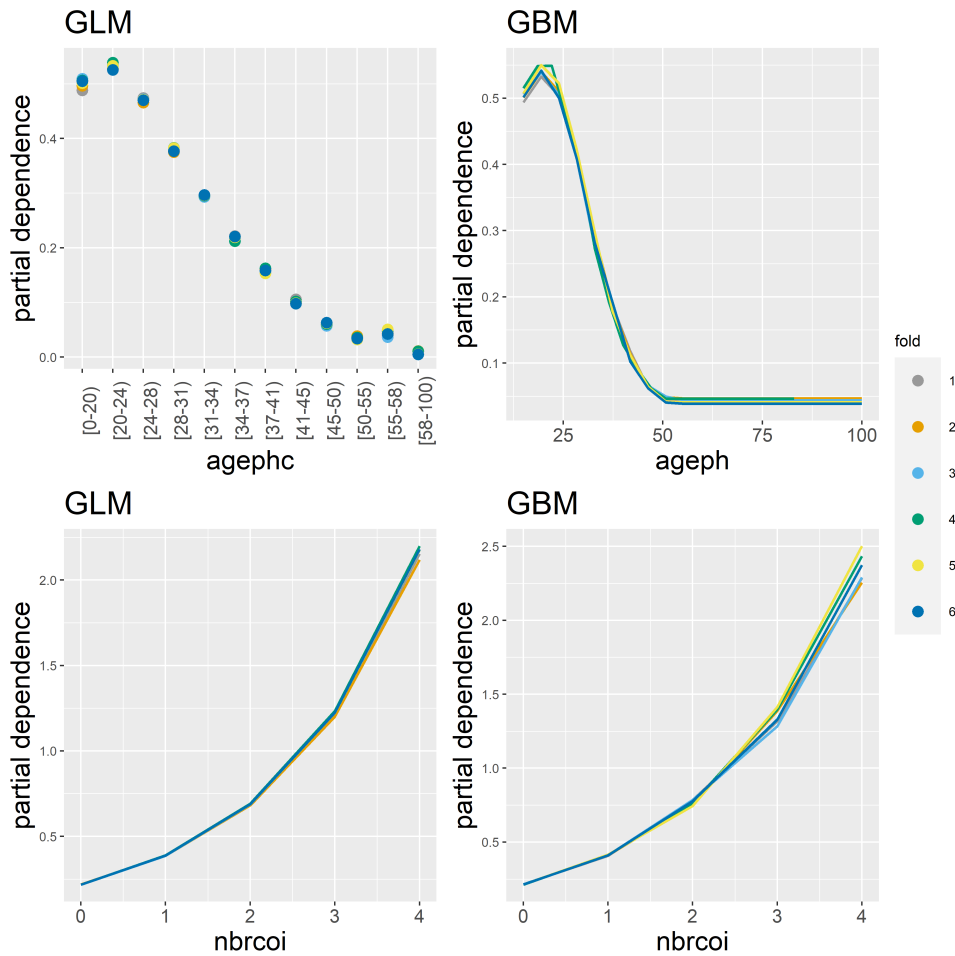 GLM
partial dependence
0.4
0.2
0.0
[0-20)
[20-24)
[24-28)
[28-31)
[31-34)
[34-37)
[37-41)
[41-45)
[45-50)
[50-55)
[55-58)
[58-100)
agephc
GBM
partial dependence
0.5
0.4
0.3
0.2
0.1
25 50 75 100
ageph
fold
1
2
3
4
5
6
GLM
partial dependence
2.0
1.5
1.0
0.5
0 1 2 3 4
nbrcoi
GBM
partial dependence
2.5
2.0
1.5
1.0
0.5
0 1 2 3 4
nbrcoi